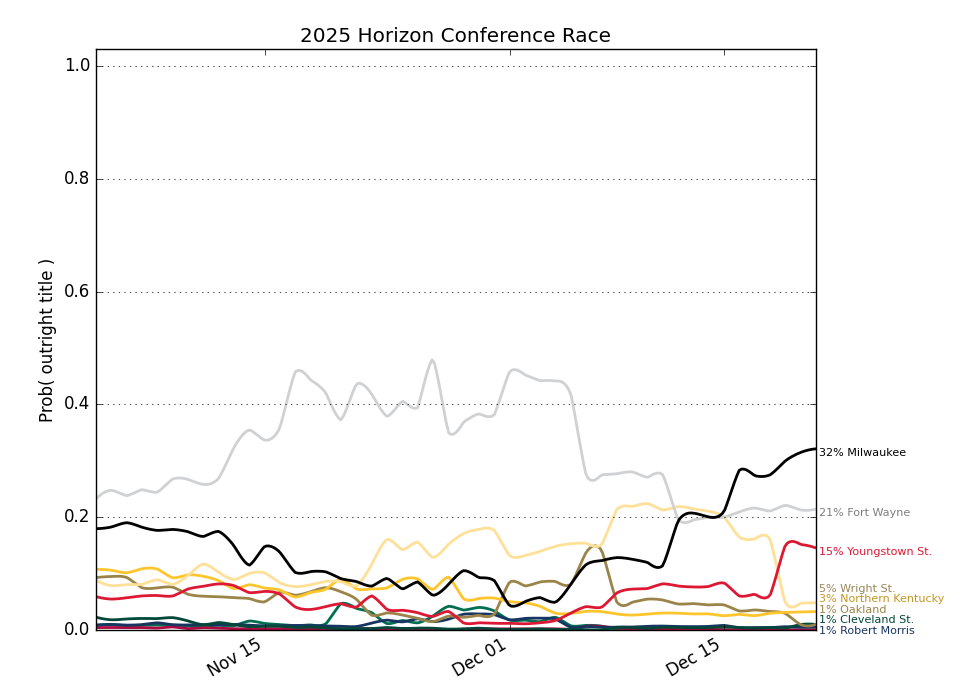 2025 Horizon Conference Race
1.0
0.8
0.6
0.4
0.2
0.0
Prob( outright title )
Nov 15
Dec 01
Dec 15
32% Milwaukee
21% Fort Wayne
15% Youngstown St.
5% Wright St.
3% Northern Kentucky
1% Oakland
1% Cleveland St.
1% Robert Morris